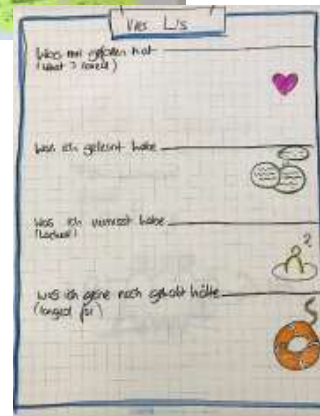 Vier L's
Was mir gefallen hat
(What I loved)
Was ich gelernt habe
Was ich vermisst habe
(lacked)
was ich gerne noch gehabt hätte
(longed for)
?